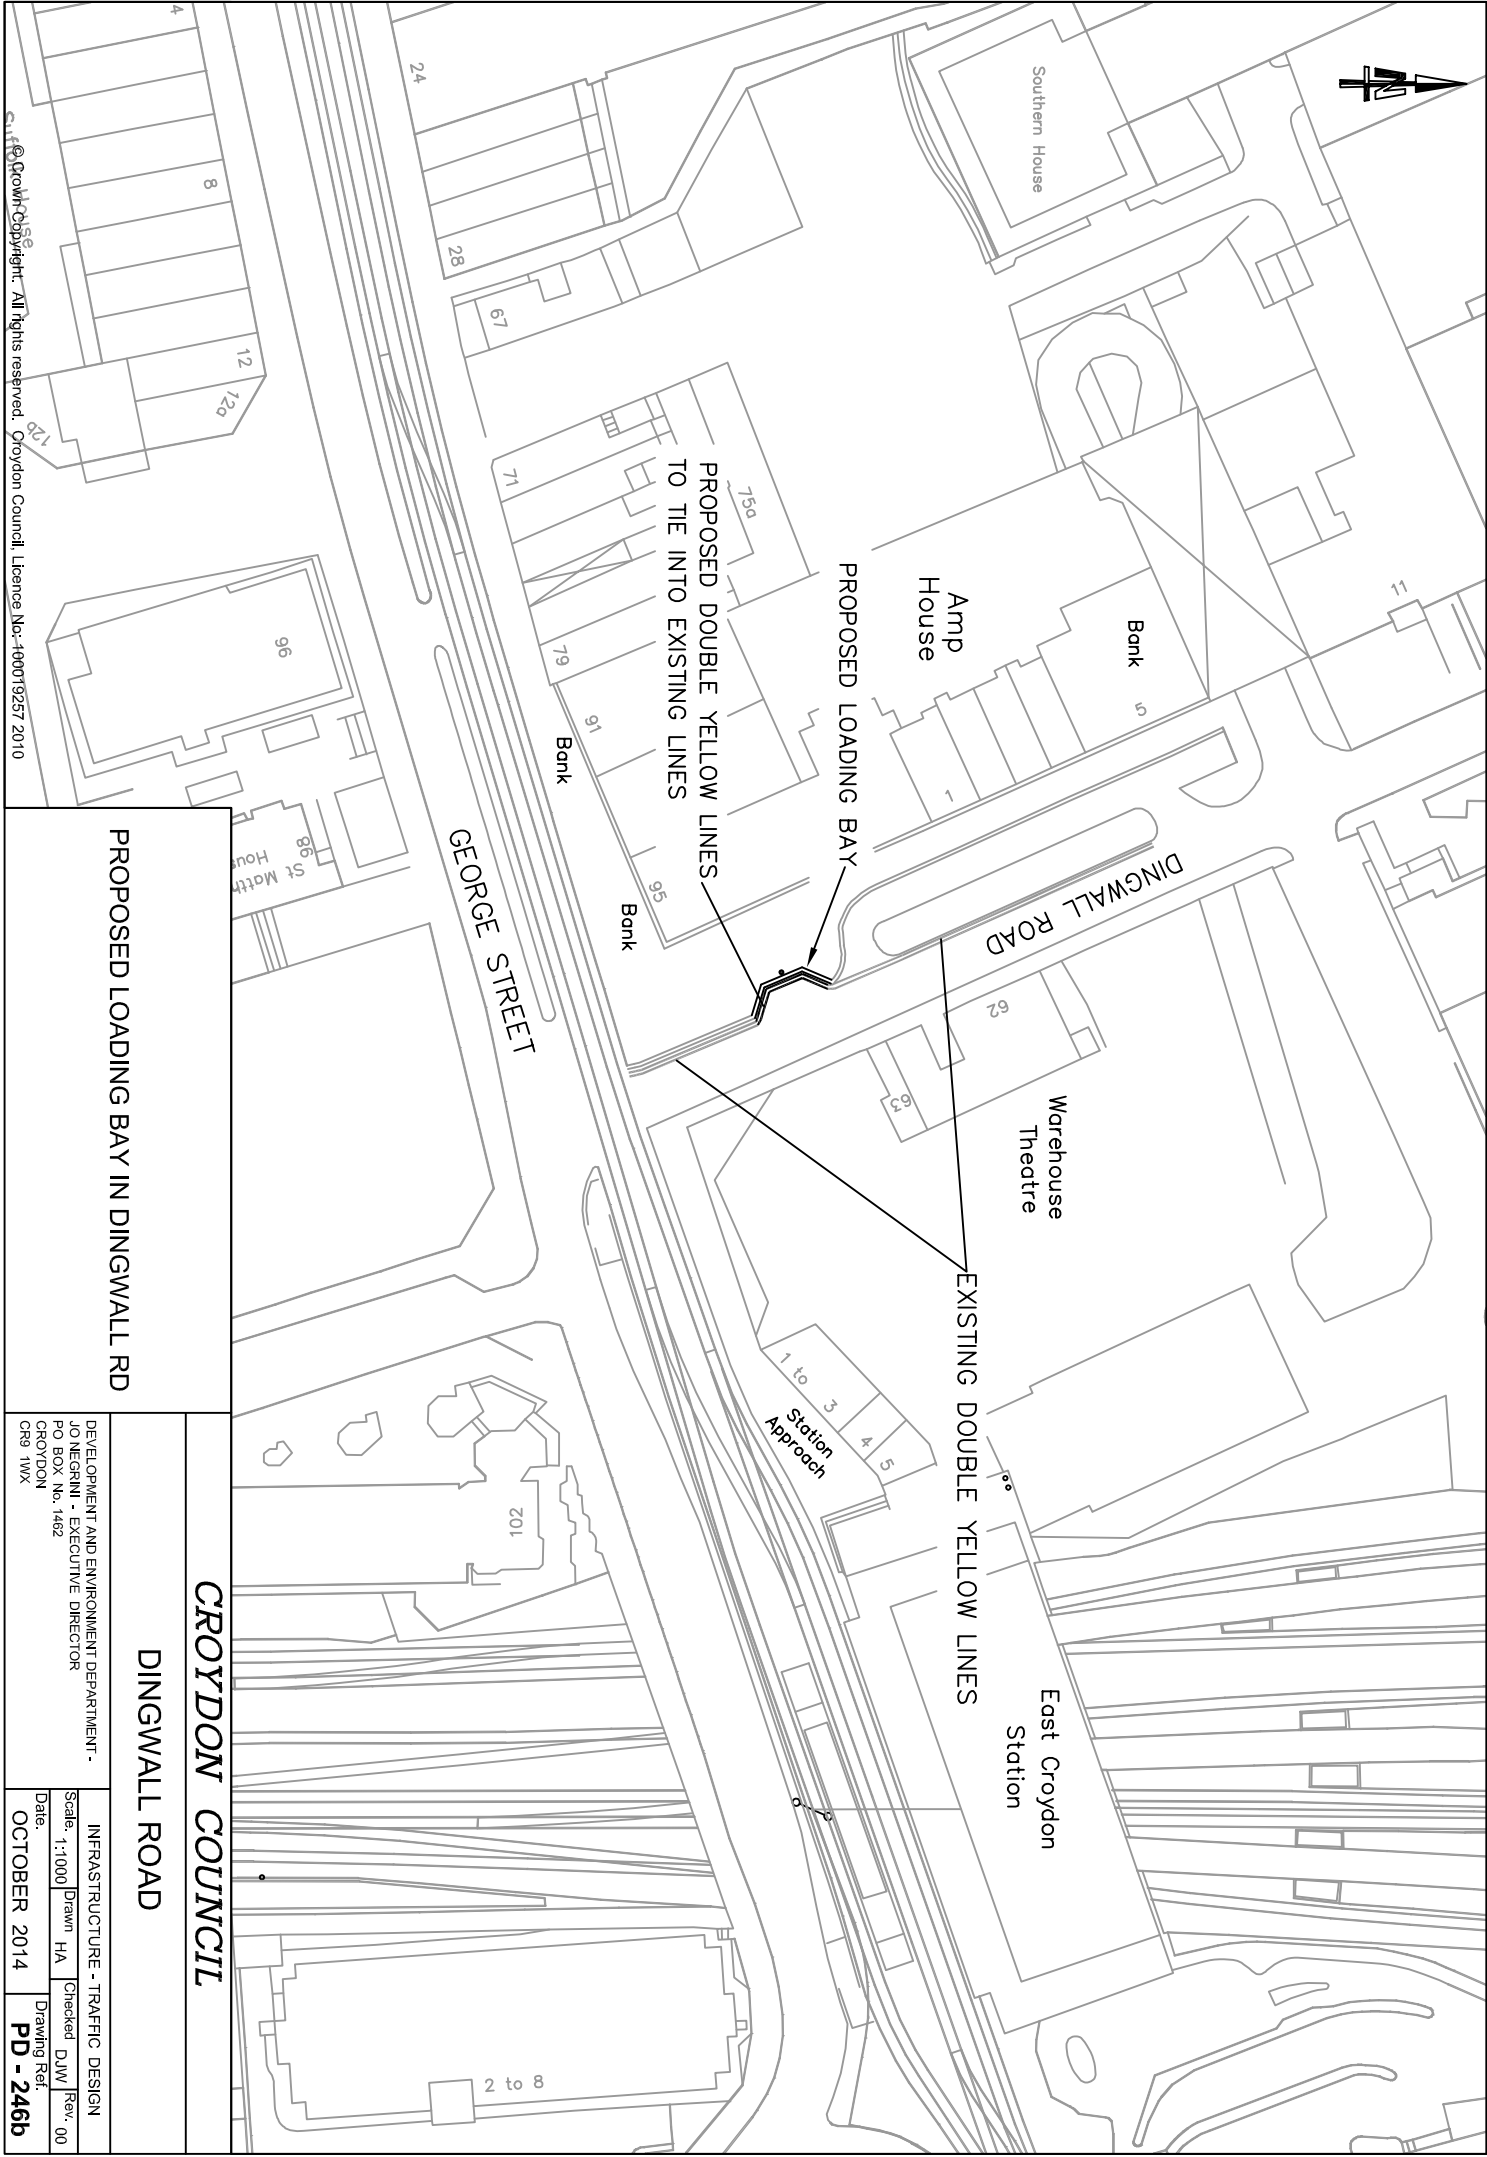 N
Southern House
11
Bank
5
1
Amp
House
PROPOSED LOADING BAY
PROPOSED DOUBLE YELLOW LINES
TO TIE INTO EXISTING LINES
75a
DINGWALL ROAD
62
63
Warehouse
Theatre
EXISTING DOUBLE YELLOW LINES
East Croydon
Station
1 to 3
4
5
Station
Approach
24
28
67
71
79
91
95
Bank
Bank
GEORGE STREET
4
8
12
12a
12b
Suffolk House
96
98
St Matth
Hous
102
2 to 8
© Crown Copyright. All rights reserved. Croydon Council, Licence No: 100019257 2010
PROPOSED LOADING BAY IN DINGWALL RD
CROYDON COUNCIL
DINGWALL ROAD
DEVELOPMENT AND ENVIRONMENT DEPARTMENT -
JO NEGRINI - EXECUTIVE DIRECTOR
PO BOX No. 1462
CROYDON
CR9 1WX
INFRASTRUCTURE - TRAFFIC DESIGN
Scale. 1:1000 Drawn HA Checked DJW Rev. 00
Date. OCTOBER 2014
Drawing Ref. PD - 246b